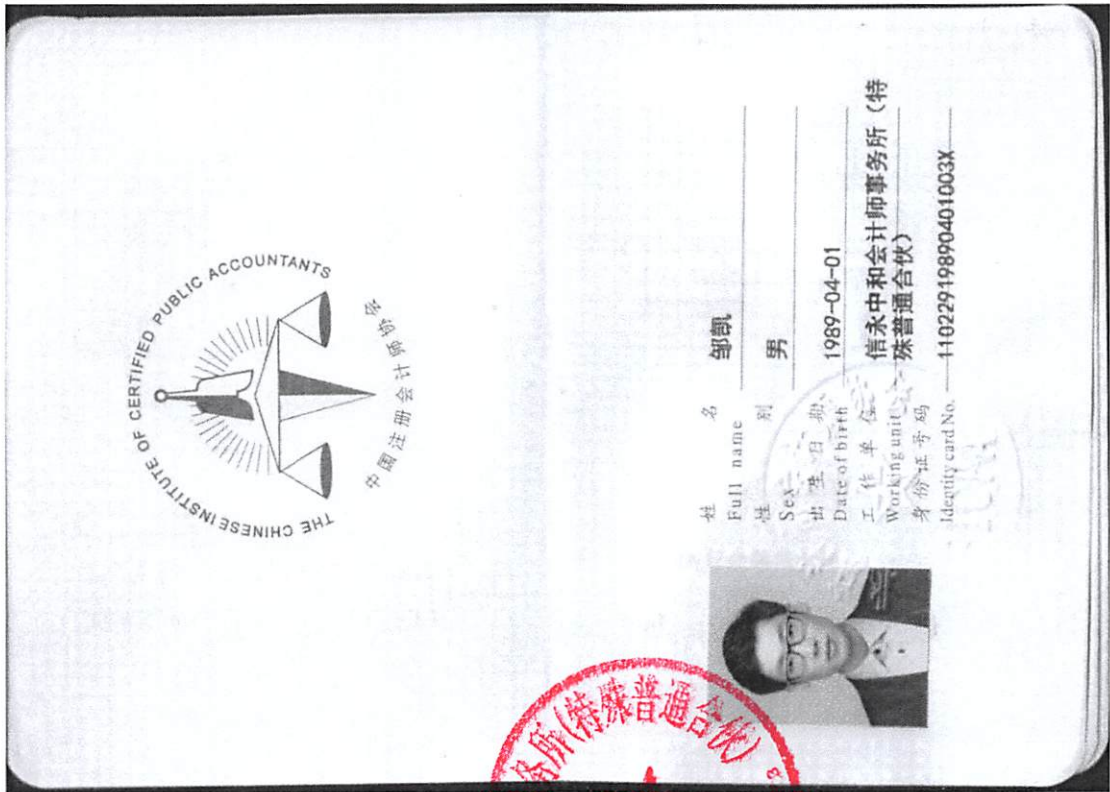 THE CHINESE INSTITUTE OF CERTIFIED PUBLIC ACCOUNTANTS
中国注册会计师协会
姓 名 邹凯
Full name
性 别 男
Sex
出生日期 1989-04-01
Date of birth
工作单位 信永中和会计师事务所（特
Working unit 殊普通合伙）
身份证号码
Identity card No. 11022919890401003X
务所(特殊普通合伙)